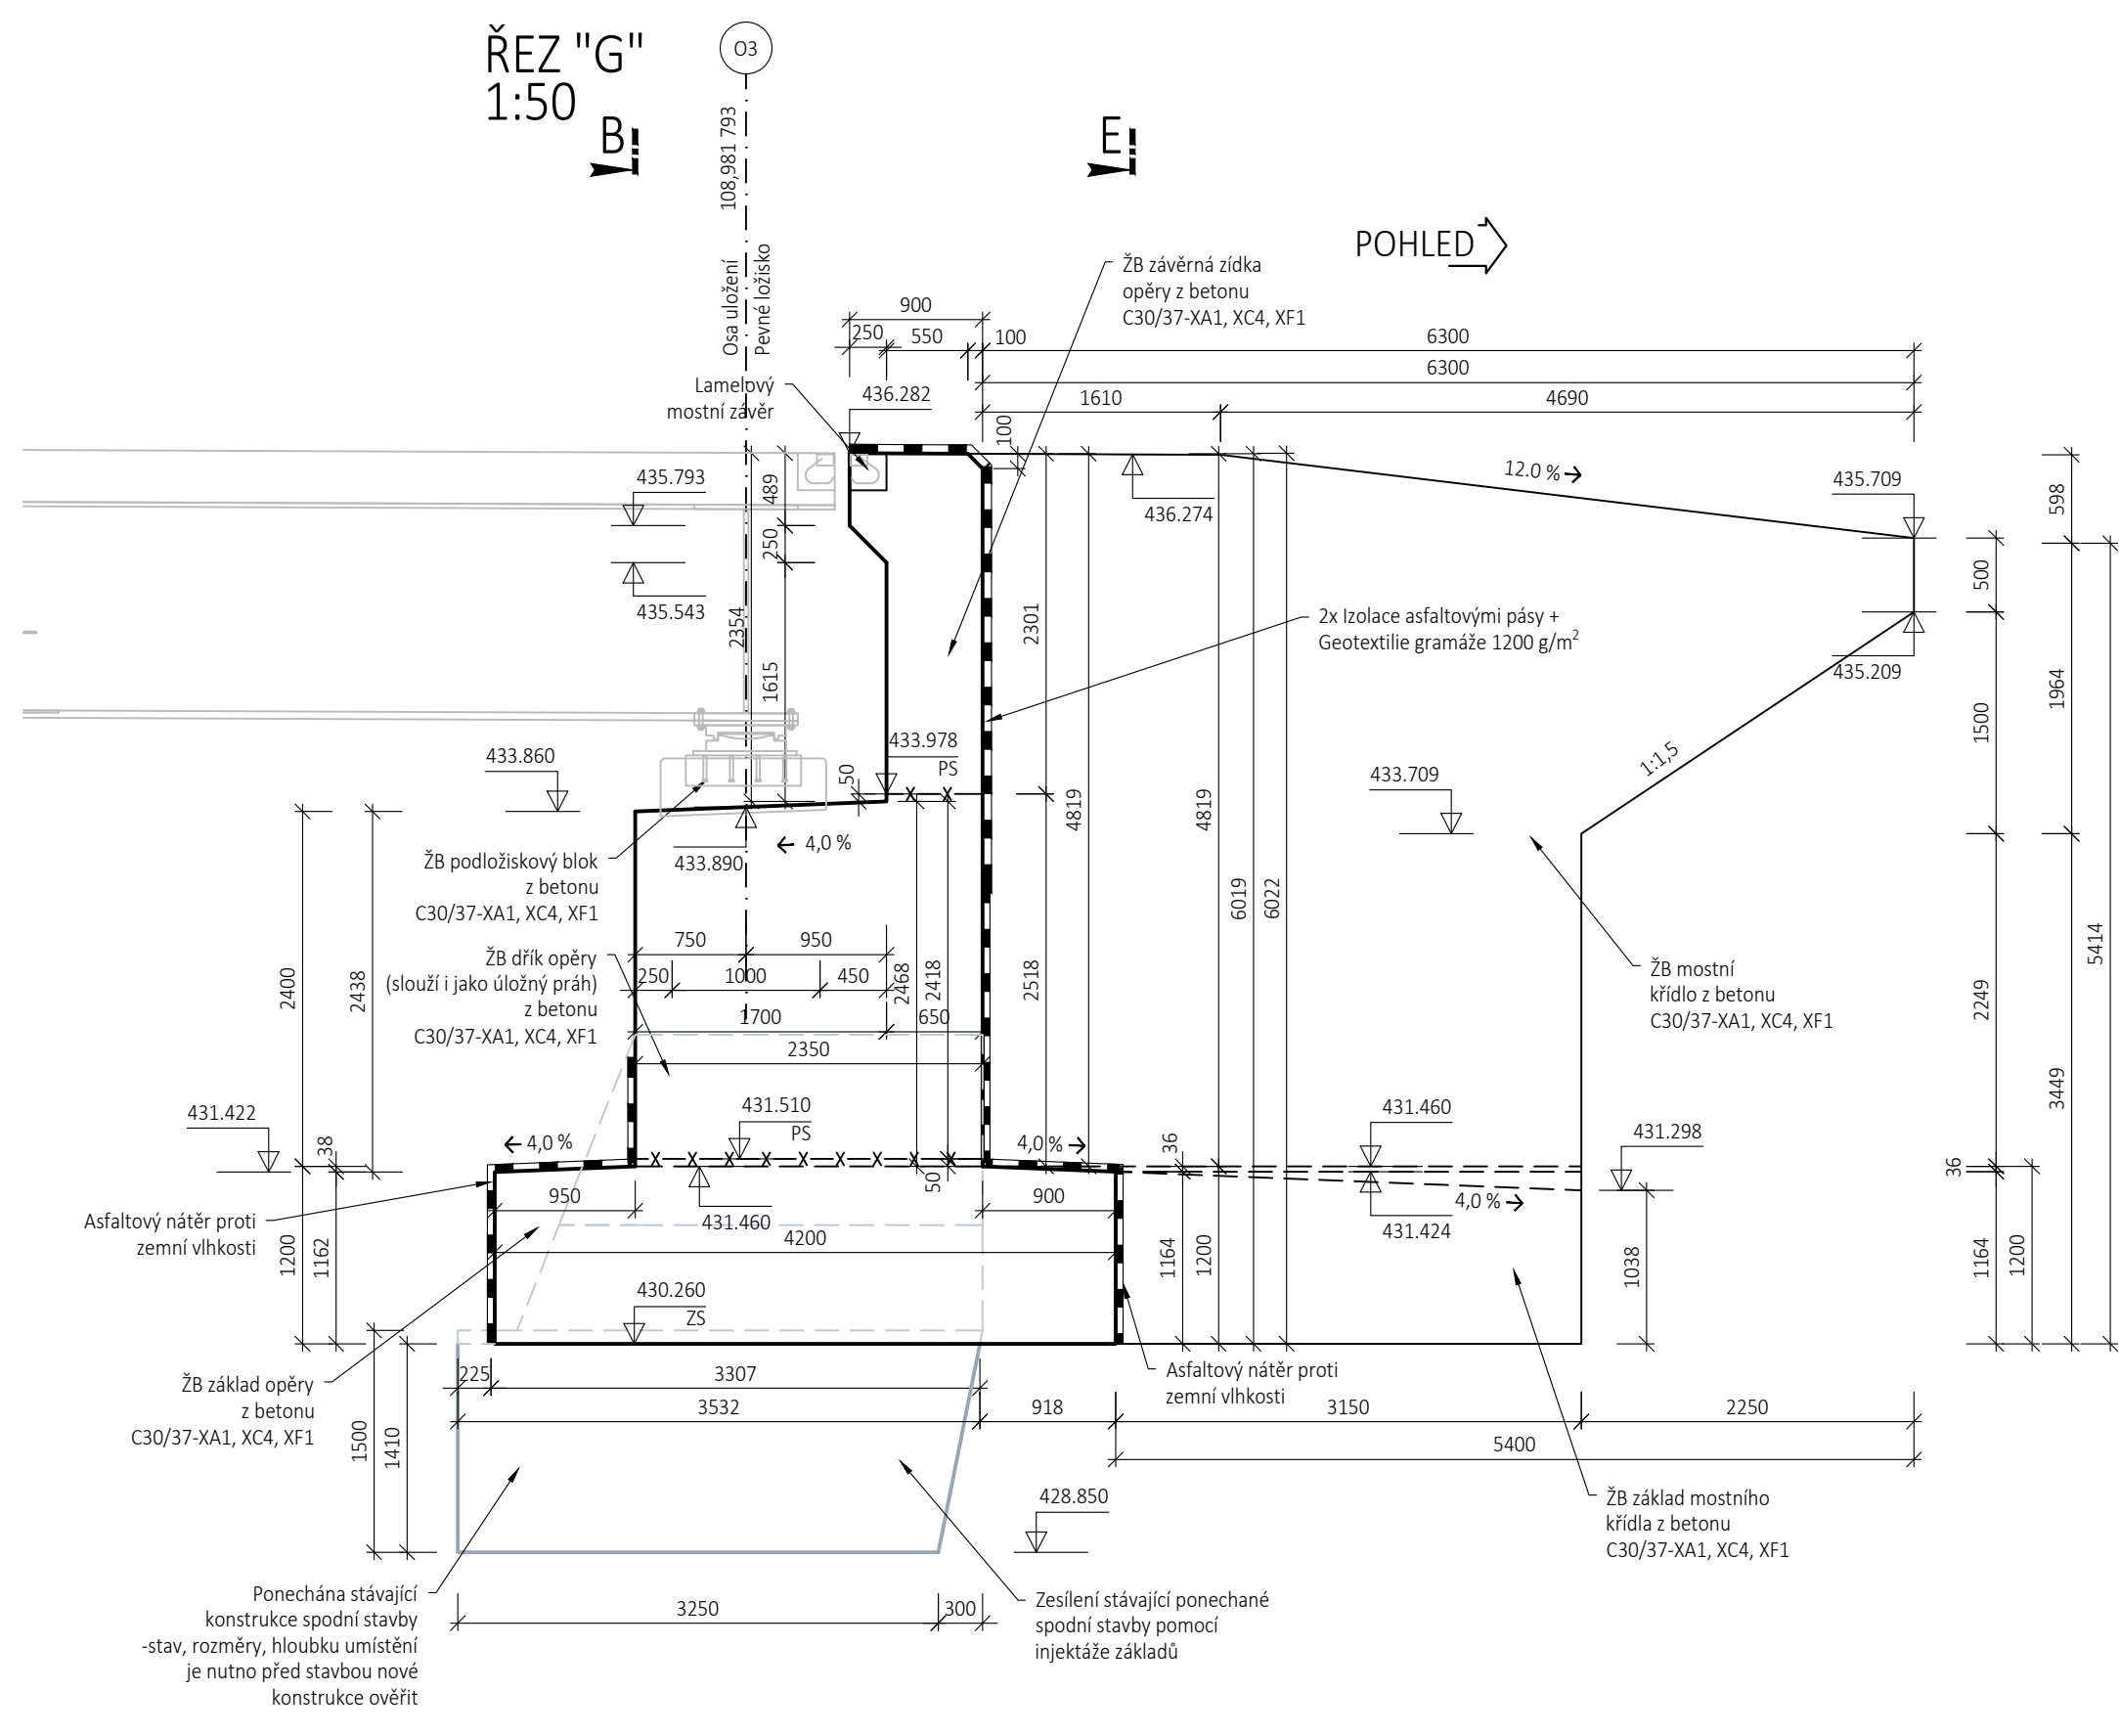 ŘEZ "G"
1:50
O3
B
E
108,981 793
Osa uložení
Pevné ložisko
POHLED
ŽB závěrná zídka
opěry z betonu
C30/37-XA1, XC4, XF1
900
250
550
100
6300
6300
1610
4690
Lamelový
mostní závěr
436.282
100
12.0 %
435.793
489
436.274
435.709
598
250
435.543
2354
2301
500
2x Izolace asfaltovými pásy +
Geotextilie gramáže 1200 g/m2
435.209
1615
1964
1500
1:1,5
433.860
433.978
PS
50
433.709
4819
4819
4,0 %
433.890
ŽB podložiskový blok
z betonu
C30/37-XA1, XC4, XF1
6019
6022
750
950
250
1000
450
2468
2418
2518
ŽB dřík opěry
(slouží i jako úložný práh)
z betonu
C30/37-XA1, XC4, XF1
2400
2438
1700
650
2350
ŽB mostní
křídlo z betonu
C30/37-XA1, XC4, XF1
2249
5414
3449
431.422
38
4,0 %
431.510
PS
4,0 %
36
431.460
431.298
36
950
431.460
50
900
431.424
4,0 %
Asfaltový nátěr proti
zemní vlhkosti
1200
1162
4200
1164
1200
1038
1164
1200
430.260
ZS
225
3307
Asfaltový nátěr proti
zemní vlhkosti
ŽB základ opěry
z betonu
C30/37-XA1, XC4, XF1
3532
918
3150
2250
1500
1410
5400
428.850
ŽB základ mostního
křídla z betonu
C30/37-XA1, XC4, XF1
Ponechána stávající
konstrukce spodní stavby
-stav, rozměry, hloubku umístění
je nutno před stavbou nové
konstrukce ověřit
3250
300
Zesílení stávající ponechané
spodní stavby pomocí
injektáže základů